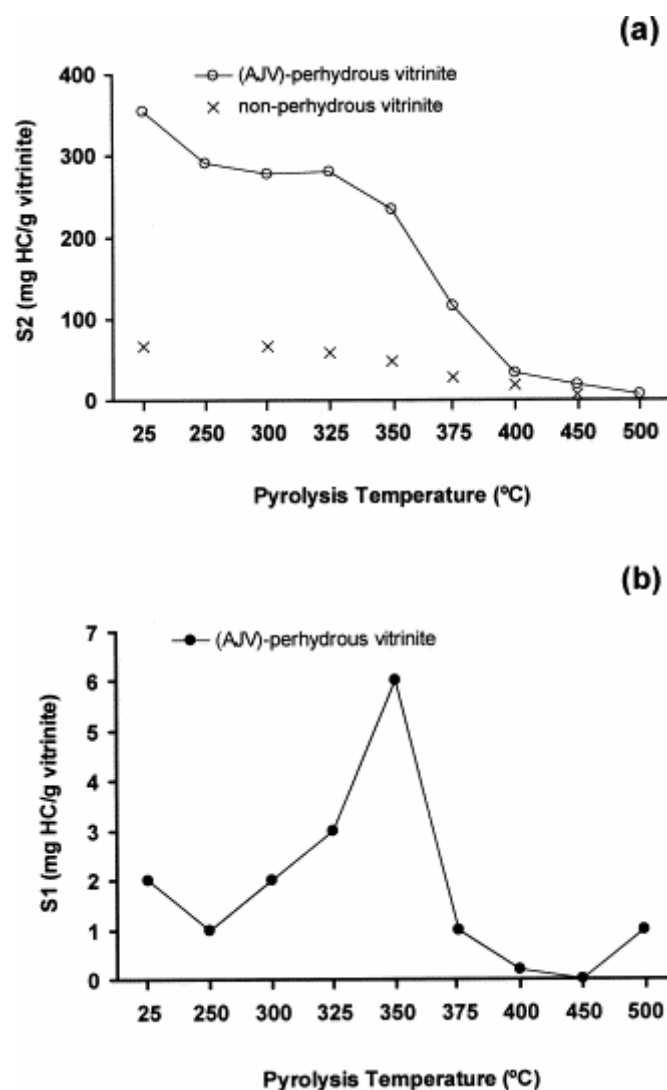 (a)
(AJV)-perhydrous vitrinite
non-perhydrous vitrinite
400
300
200
100
0
S2 (mg HC/g vitrinite)
25 250 300 325 350 375 400 450 500
Pyrolysis Temperature (ºC)
(b)
(AJV)-perhydrous vitrinite
7
6
5
4
3
2
1
0
S1 (mg HC/g vitrinite)
25 250 300 325 350 375 400 450 500
Pyrolysis Temperature (ºC)